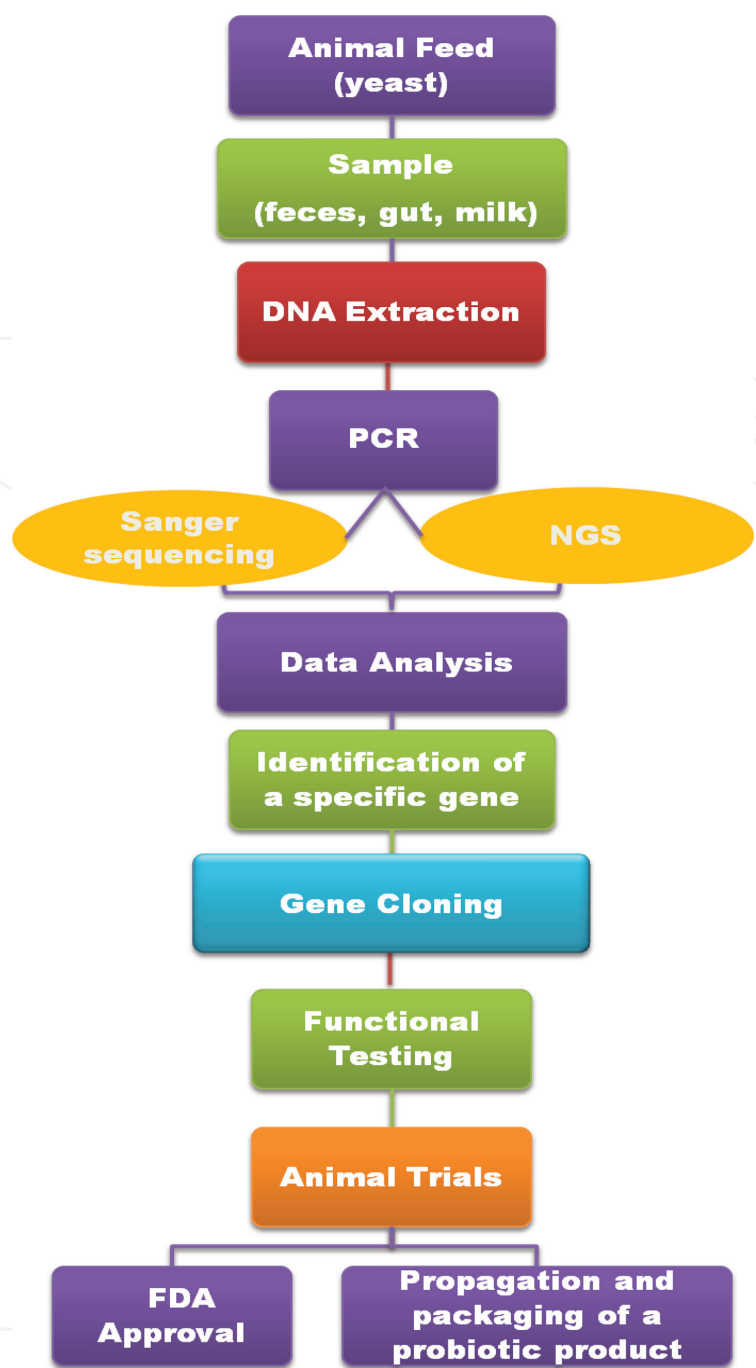 Animal Feed
(yeast)
Sample
(feces, gut, milk)
DNA Extraction
PCR
Sanger
sequencing
NGS
Data Analysis
Identification of
a specific gene
Gene Cloning
Functional
Testing
Animal Trials
FDA
Approval
Propagation and
packaging of a
probiotic product